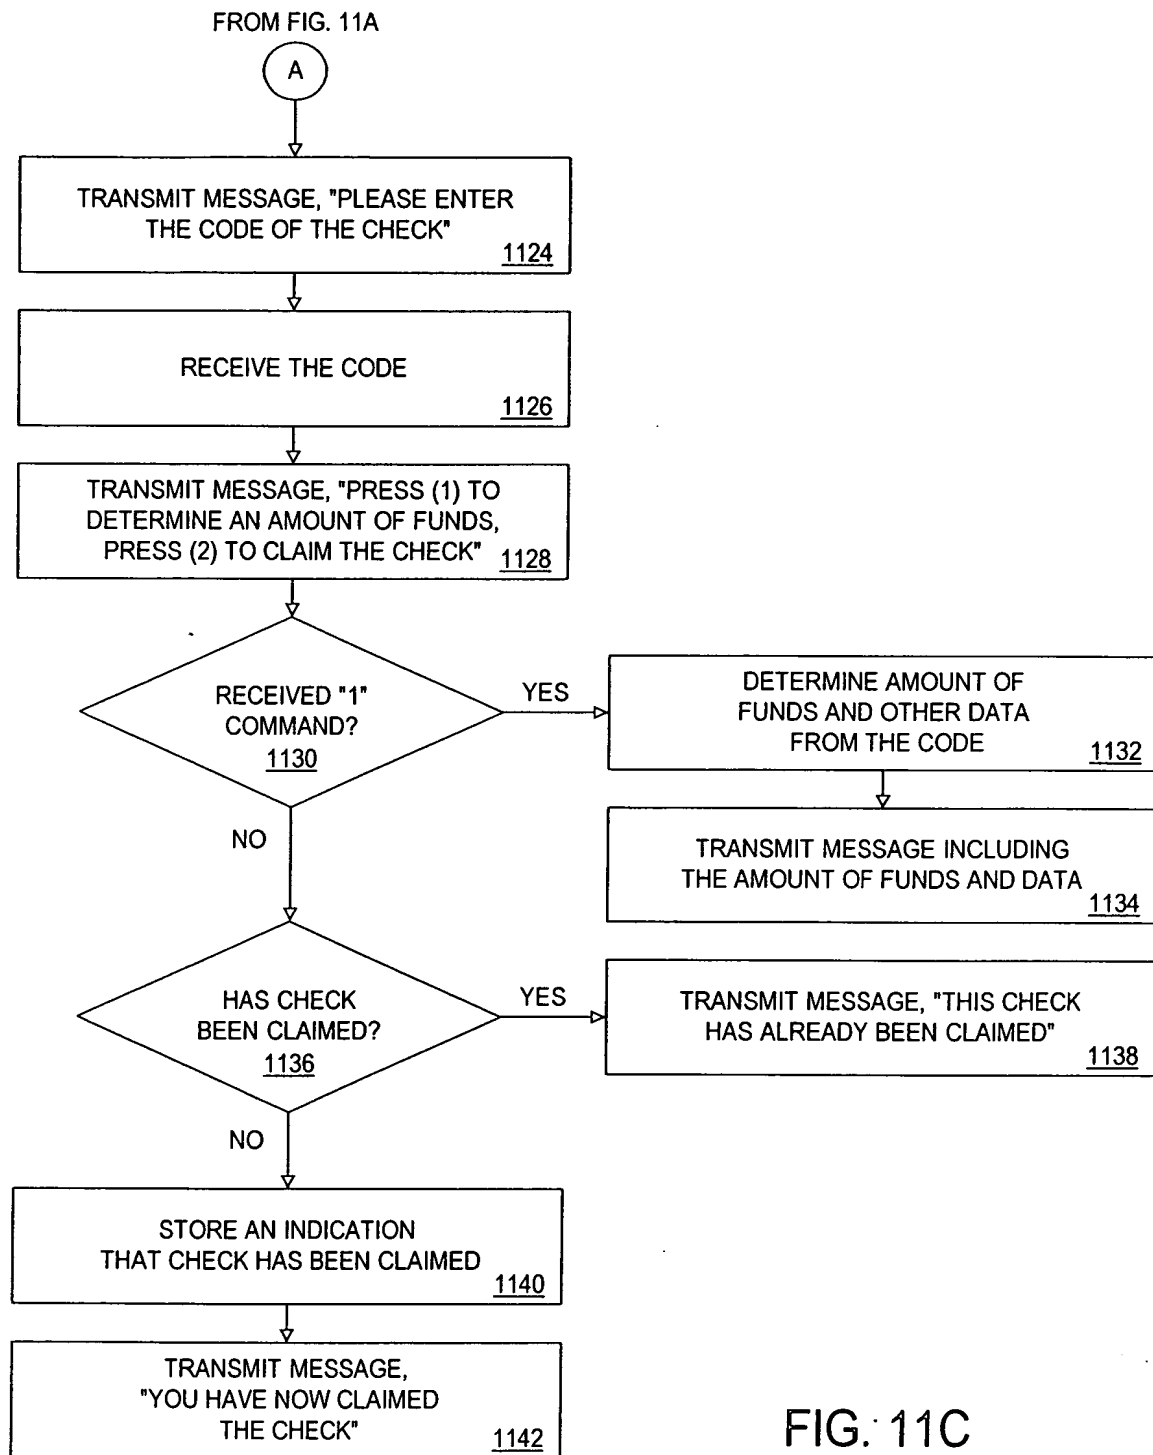 FROM FIG. 11A
A
TRANSMIT MESSAGE, "PLEASE ENTER
THE CODE OF THE CHECK"
1124
RECEIVE THE CODE
1126
TRANSMIT MESSAGE, "PRESS (1) TO
DETERMINE AN AMOUNT OF FUNDS,
PRESS (2) TO CLAIM THE CHECK"
1128
RECEIVED "1"
COMMAND?
1130
YES
DETERMINE AMOUNT OF
FUNDS AND OTHER DATA
FROM THE CODE
1132
TRANSMIT MESSAGE INCLUDING
THE AMOUNT OF FUNDS AND DATA
1134
NO
HAS CHECK
BEEN CLAIMED?
1136
YES
TRANSMIT MESSAGE, "THIS CHECK
HAS ALREADY BEEN CLAIMED"
1138
NO
STORE AN INDICATION
THAT CHECK HAS BEEN CLAIMED
1140
TRANSMIT MESSAGE,
"YOU HAVE NOW CLAIMED
THE CHECK"
1142
FIG. 11C